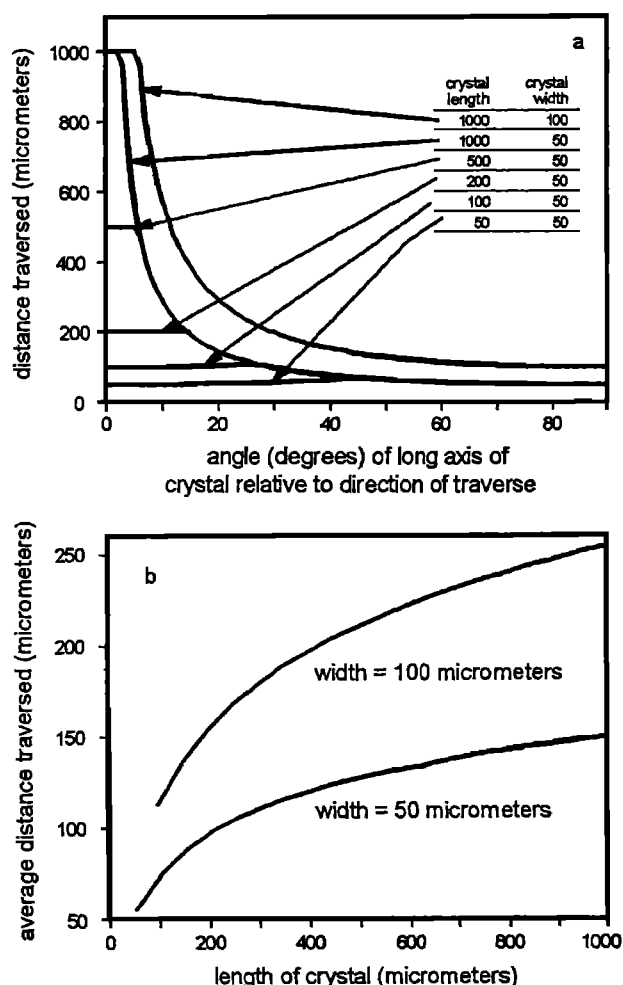 a
distance traversed (micrometers)
1000
800
600
400
200
0
crystal length crystal width
1000 100
1000 50
500 50
200 50
100 50
50 50
0 20 40 60 80
angle (degrees) of long axis of
crystal relative to direction of traverse
b
average distance traversed (micrometers)
250
200
150
100
50
width = 100 micrometers
width = 50 micrometers
0 200 400 600 800 1000
length of crystal (micrometers)